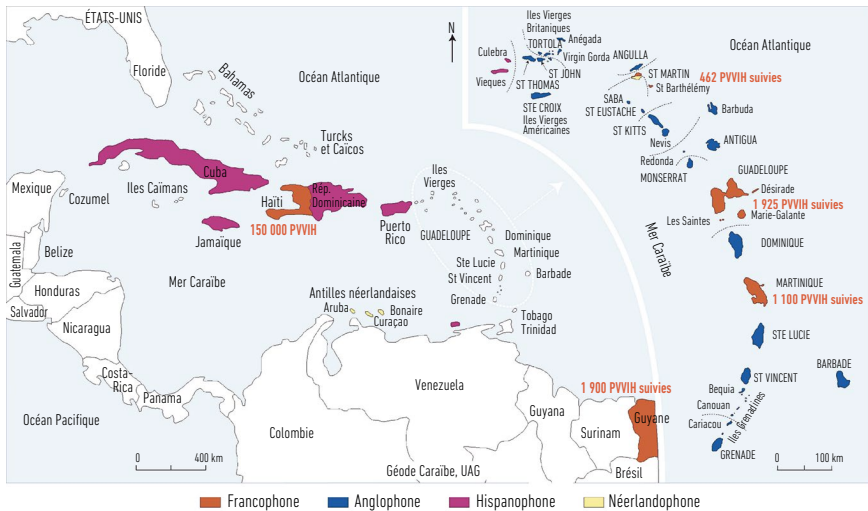 ÉTATS-UNIS
Floride
Bahamas
Océan Atlantique
Turcks
et Caïcos
Cuba
Mexique
Cozumel
Iles Caïmans
Haïti
Rép.
Dominicaine
150 000 PVVIH
Jamaïque
Puerto
Rico
Iles
Vierges
GUADELOUPE
Dominique
Martinique
Ste Lucie
St Vincent
Barbade
Grenade
Tobago
Trinidad
Belize
Guatemala
Honduras
Salvador
Nicaragua
Costa-
Rica
Panama
Mer Caraïbe
Antilles néerlandaises
Aruba
Bonaire
Curaçao
Océan Pacifique
0
400 km
Colombie
Venezuela
Guyana
Surinam
1 900 PVVIH suivies
Guyane
Brésil
Géode Caraïbe, UAG
N
Iles Vierges
Britaniques
TORTOLA
Anégada
Virgin Gorda
Culebra
Vieques
ST JOHN
ST THOMAS
STE CROIX
Iles Vierges
Américaines
ANGULLA
Océan Atlantique
ST MARTIN
462 PVVIH suivies
St Barthélémy
SABA
ST EUSTACHE
ST KITTS
Nevis
Barbuda
ANTIGUA
Redonda
MONSERRAT
GUADELOUPE
Désirade
1 925 PVVIH suivies
Les Saintes
Marie-Galante
Mer Caraïbe
DOMINIQUE
MARTINIQUE
1 100 PVVIH suivies
STE LUCIE
BARBADE
ST VINCENT
Bequia
Canouan
Cariacou
Iles Grenadines
GRENADE
0
100 km
Francophone
Anglophone
Hispanophone
Néerlandophone